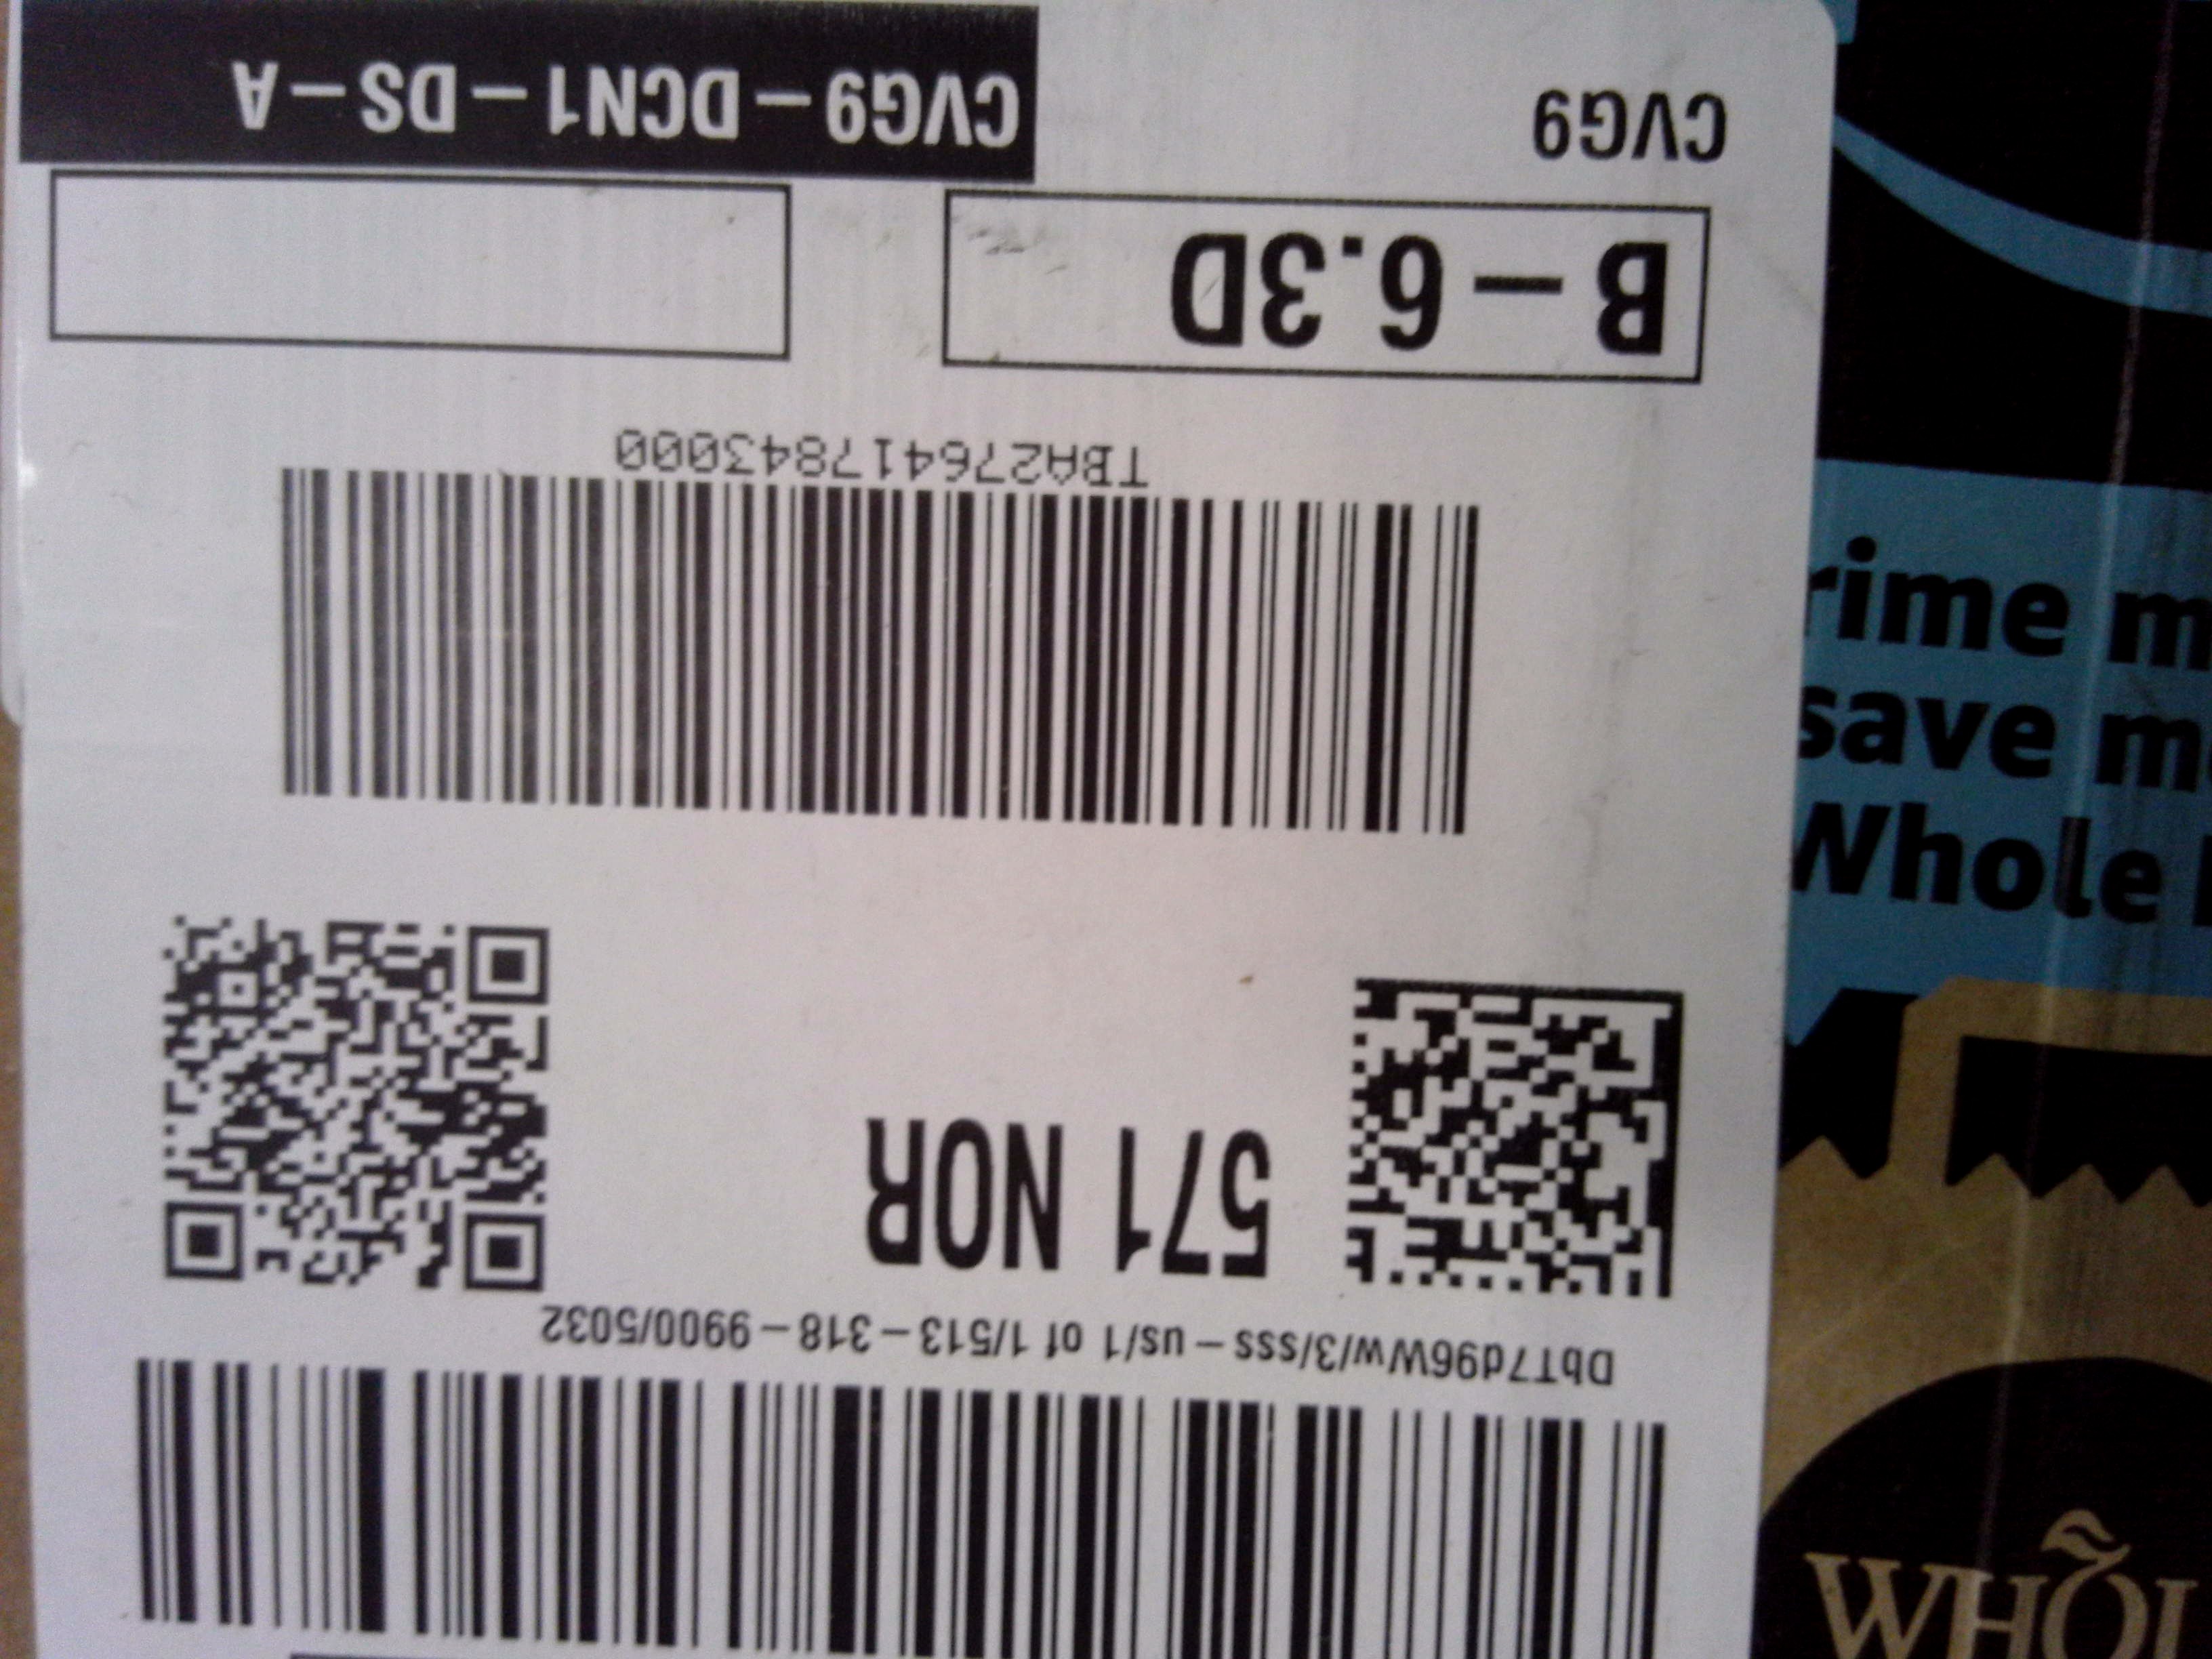 DbT7d96Ww/3/sss-us/1 of 1/513-318-9900/5032
571 NOR
TBA276417843000
B-6.3D
CVG9
CVG9-DCN1-DS-A
save
Whole